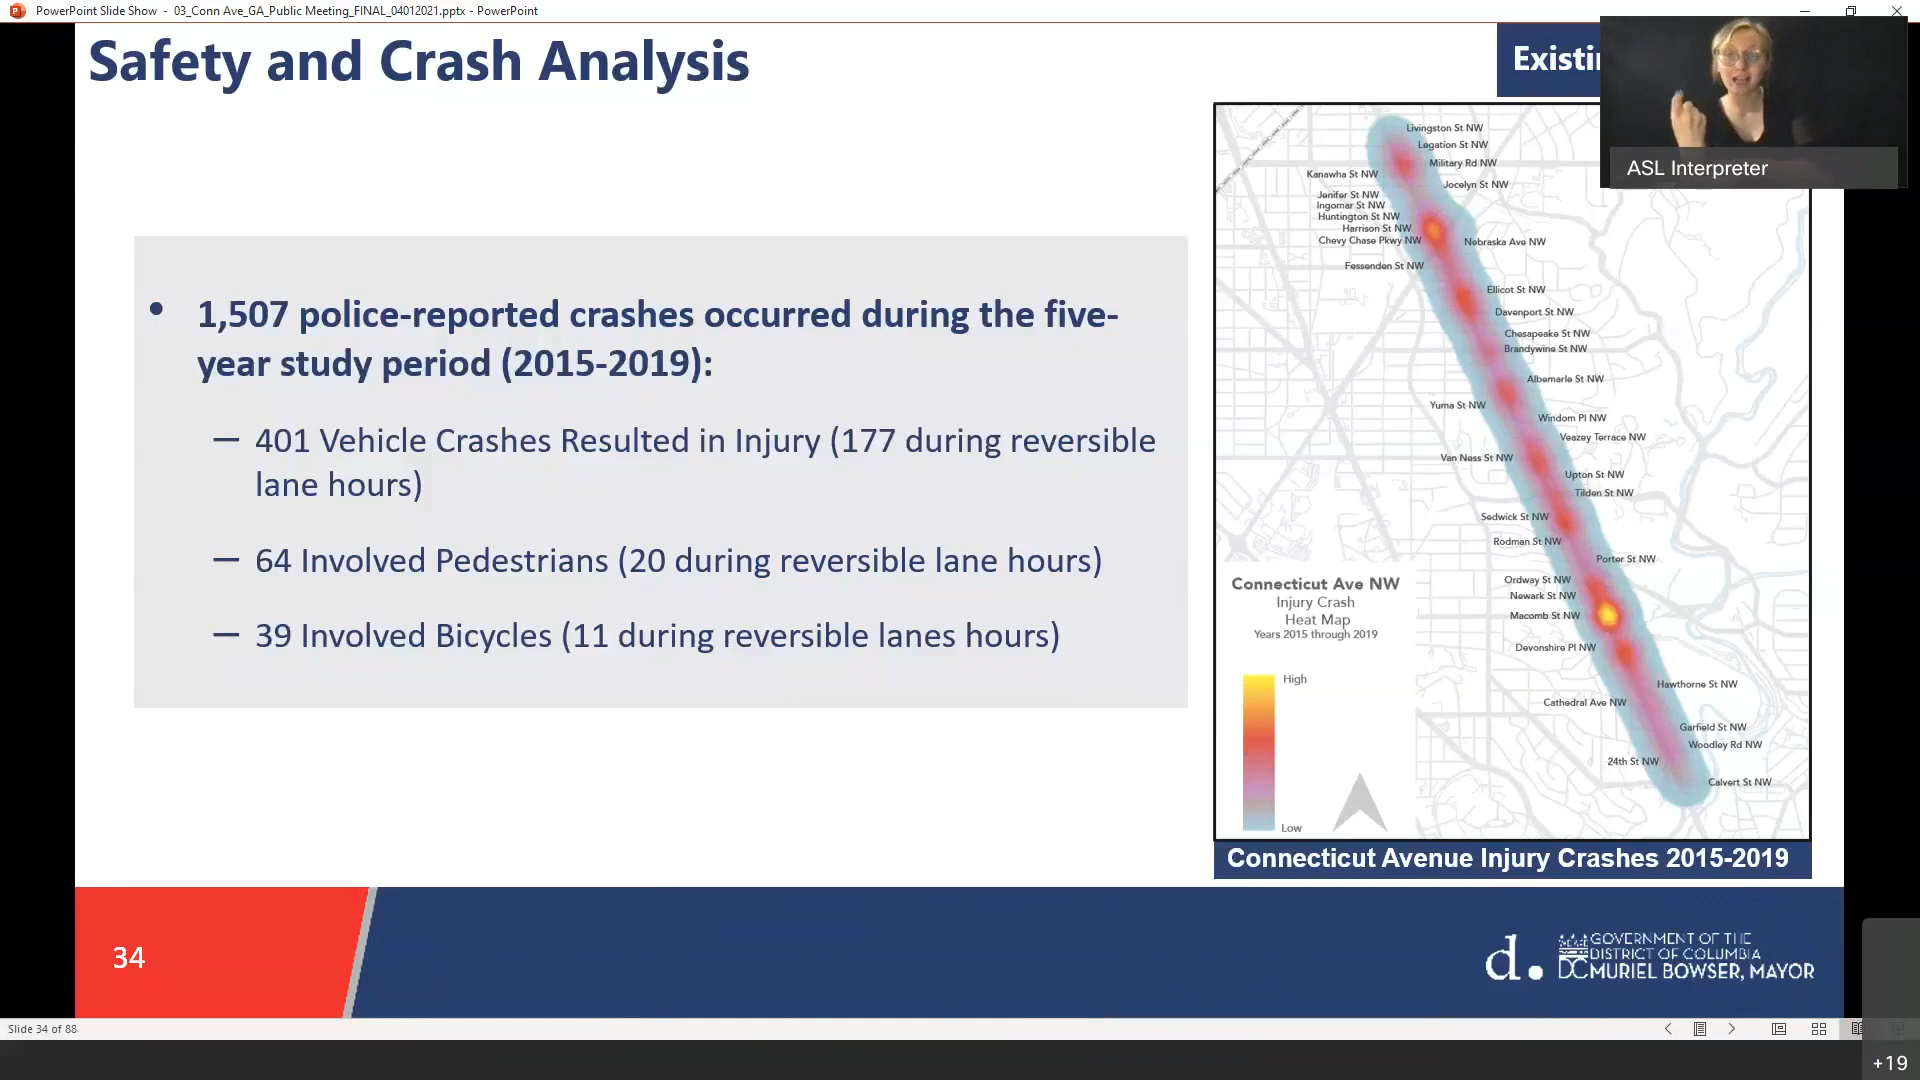 PowerPoint Slide Show - 03_Conn Ave_GA_Public Meeting_FINAL_04012021.pptx - PowerPoint
Safety and Crash Analysis
ASL Interpreter
• 1,507 police-reported crashes occurred during the five-
year study period (2015-2019):
— 401 Vehicle Crashes Resulted in Injury (177 during reversible
lane hours)
— 64 Involved Pedestrians (20 during reversible lane hours)
— 39 Involved Bicycles (11 during reversible lanes hours)
Livingston St NW
Legation St NW
Military Rd NW
Kanawha St NW
Jocelyn St NW
Jenifer St NW
Ingomar St NW
Huntington St NW
Harrison St NW
Chevy Chase Pkwy NW
Nebraska Ave NW
Fessenden St NW
Ellicot St NW
Davenport St NW
Chesapeake St NW
Brandywine St NW
Albemarle St NW
Yuma St NW
Windom Pl NW
Veazey Terrace NW
Van Ness St NW
Upton St NW
Tilden St NW
Sedwick St NW
Rodman St NW
Porter St NW
Ordway St NW
Newark St NW
Macomb St NW
Devonshire Pl NW
Hawthorne St NW
Cathedral Ave NW
Garfield St NW
Woodley Rd NW
24th St NW
Calvert St NW
Connecticut Ave NW
Injury Crash
Heat Map
Years 2015 through 2019
High
Low
Connecticut Avenue Injury Crashes 2015-2019
34
d.
GOVERNMENT OF THE
DISTRICT OF COLUMBIA
DC MURIEL BOWSER, MAYOR
Slide 34 of 88
+19